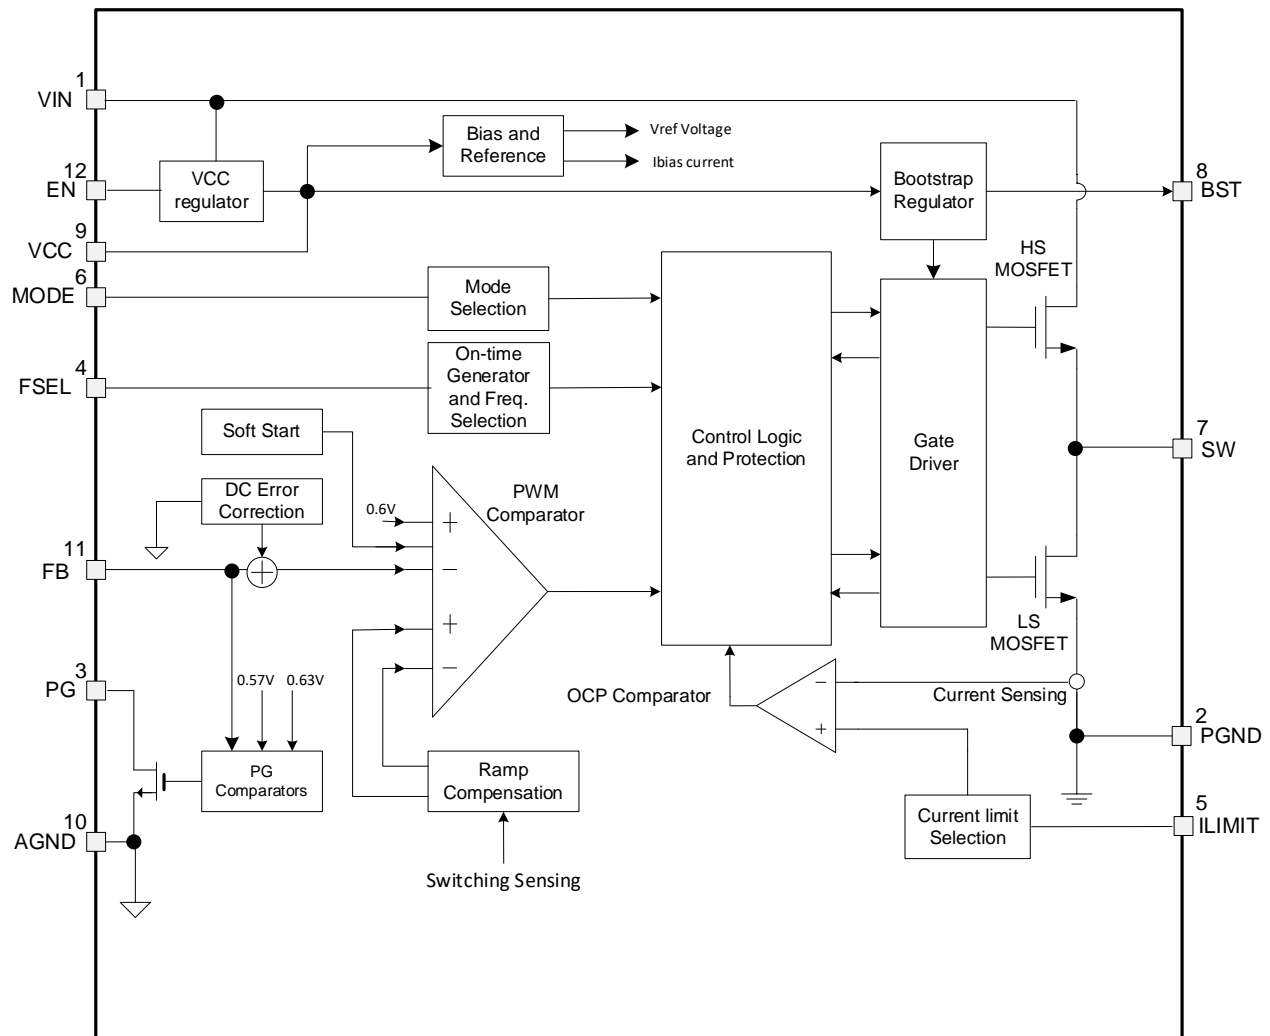 1
VIN
12
EN
9
VCC
6
MODE
4
FSEL
11
FB
3
PG
10
AGND
VCC
regulator
Bias and
Reference
Vref Voltage
Ibias current
Bootstrap
Regulator
8
BST
HS
MOSFET
Mode
Selection
On-time
Generator
and Freq.
Selection
Soft Start
DC Error
Correction
0.6V
PWM
Comparator
+
−
+
−
+
Control Logic
and Protection
Gate
Driver
7
SW
LS
MOSFET
0.57V
0.63V
PG
Comparators
Ramp
Compensation
Switching Sensing
OCP Comparator
−
+
Current Sensing
2
PGND
Current limit
Selection
5
ILIMIT